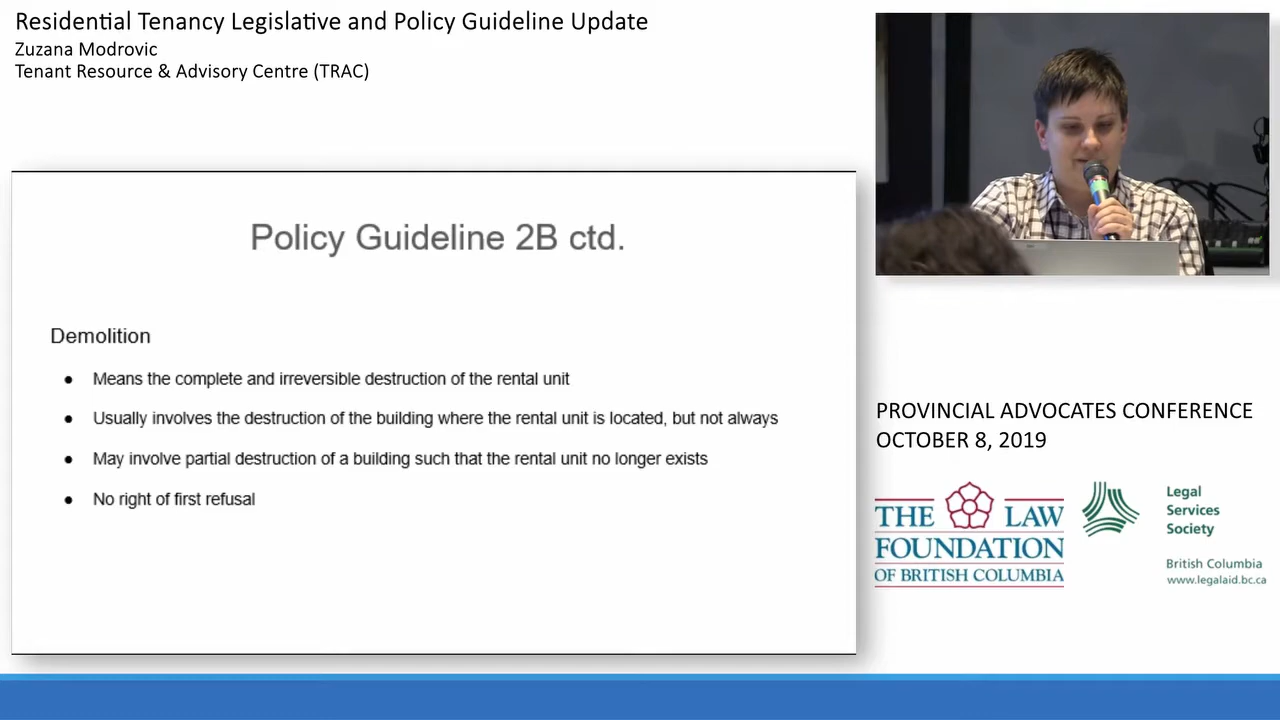 Residential Tenancy Legislative and Policy Guideline Update
Zuzana Modrovic
Tenant Resource & Advisory Centre (TRAC)
Policy Guideline 2B ctd.
Demolition
● Means the complete and irreversible destruction of the rental unit
● Usually involves the destruction of the building where the rental unit is located, but not always
● May involve partial destruction of a building such that the rental unit no longer exists
● No right of first refusal
PROVINCIAL ADVOCATES CONFERENCE
OCTOBER 8, 2019
THE LAW
FOUNDATION
OF BRITISH COLUMBIA
Legal
Services
Society
British Columbia
www.legalaid.bc.ca